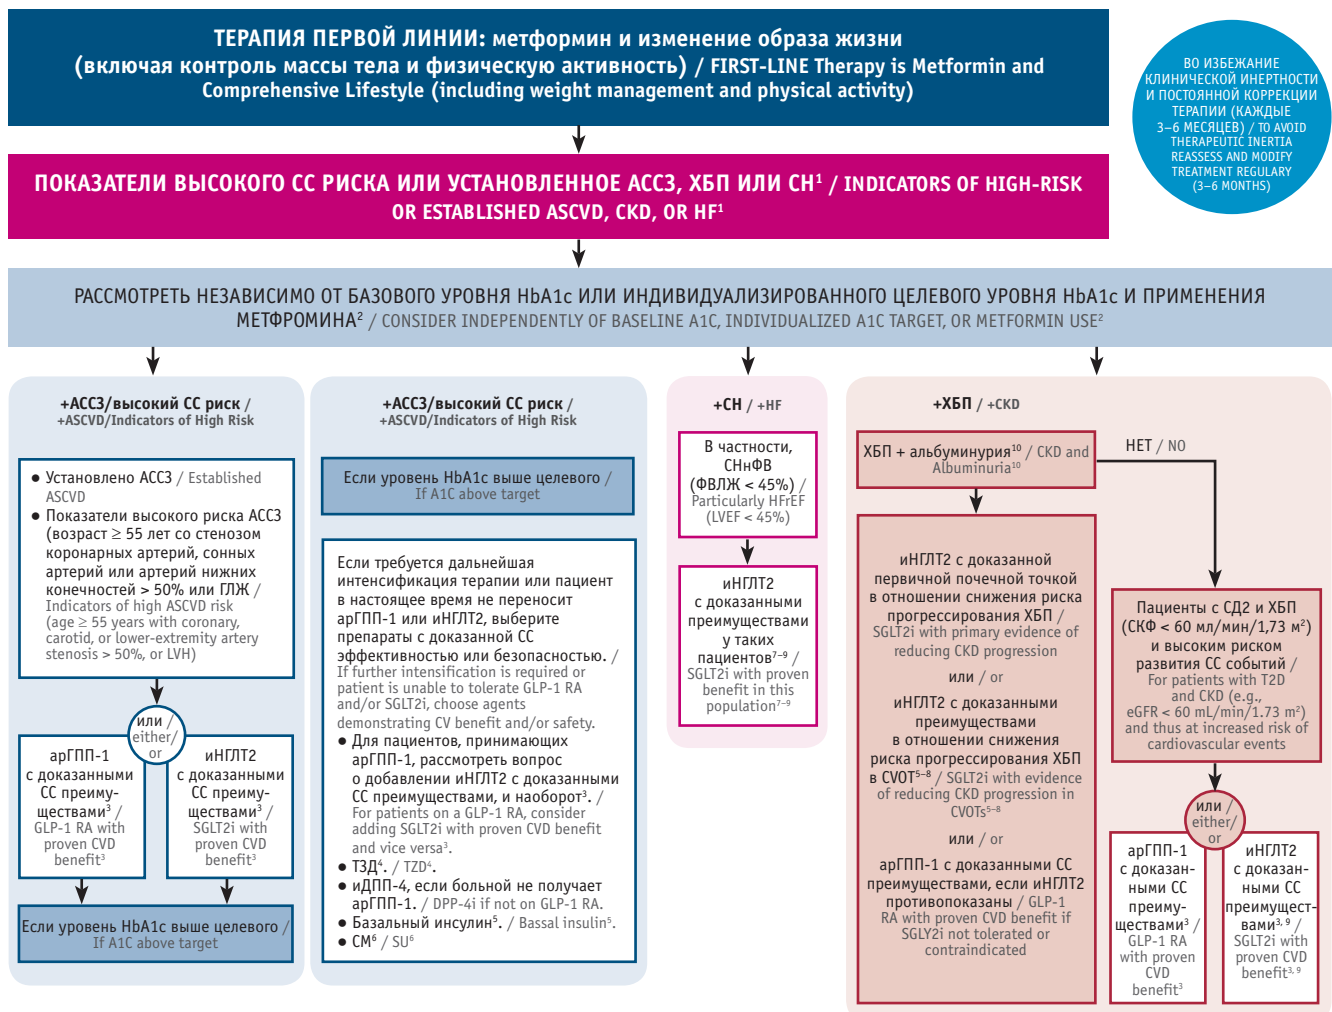 ТЕРАПИЯ ПЕРВОЙ ЛИНИИ: метформин и изменение образа жизни
(включая контроль массы тела и физическую активность) / FIRST-LINE Therapy is Metformin and
Comprehensive Lifestyle (including weight management and physical activity)
ВО ИЗБЕЖАНИЕ
КЛИНИЧЕСКОЙ ИНЕРТНОСТИ
И ПОСТОЯННОЙ КОРРЕКЦИИ
ТЕРАПИИ (КАЖДЫЕ
3–6 МЕСЯЦЕВ) / TO AVOID
THERAPEUTIC INERTIA
REASSESS AND MODIFY
TREATMENT REGULARY
(3–6 MONTHS)
ПОКАЗАТЕЛИ ВЫСОКОГО СС РИСКА ИЛИ УСТАНОВЛЕННОЕ АССЗ, ХБП ИЛИ СН¹ / INDICATORS OF HIGH-RISK
OR ESTABLISHED ASCVD, CKD, OR HF¹
РАССМОТРЕТЬ НЕЗАВИСИМО ОТ БАЗОВОГО УРОВНЯ HbA1c ИЛИ ИНДИВИДУАЛИЗИРОВАННОГО ЦЕЛЕВОГО УРОВНЯ HbA1c И ПРИМЕНЕНИЯ
МЕТФРОМИНА² / CONSIDER INDEPENDENTLY OF BASELINE A1C, INDIVIDUALIZED A1C TARGET, OR METFORMIN USE²
+АССЗ/высокий СС риск /
+ASCVD/Indicators of High Risk
● Установлено АССЗ / Established
ASCVD
● Показатели высокого риска АССЗ
(возраст ≥ 55 лет со стенозом
коронарных артерий, сонных
артерий или артерий нижних
конечностей > 50% или ГЛЖ /
Indicators of high ASCVD risk
(age ≥ 55 years with coronary,
carotid, or lower-extremity artery
stenosis > 50%, or LVH)
или /
either/
or
арГПП-1
с доказанными
СС преиму-
ществами³ /
GLP-1 RA with
proven CVD
benefit³
иНГЛТ2
с доказанными
СС преиму-
ществами³ /
SGLT2i with
proven CVD
benefit³
Если уровень HbA1c выше целевого /
If A1C above target
+АССЗ/высокий СС риск /
+ASCVD/Indicators of High Risk
Если уровень HbA1c выше целевого /
If A1C above target
Если требуется дальнейшая
интенсификация терапии или пациент
в настоящее время не переносит
арГПП-1 или иНГЛТ2, выберите
препараты с доказанной СС
эффективностью или безопасностью. /
If further intensification is required or
patient is unable to tolerate GLP-1 RA
and/or SGLT2i, choose agents
demonstrating CV benefit and/or safety.
● Для пациентов, принимающих
арГПП-1, рассмотреть вопрос
о добавлении иНГЛТ2 с доказанными
СС преимуществами, и наоборот³. /
For patients on a GLP-1 RA, consider
adding SGLT2i with proven CVD benefit
and vice versa³.
● ТЗД⁴. / TZD⁴.
● иДПП-4, если больной не получает
арГПП-1. / DPP-4i if not on GLP-1 RA.
● Базальный инсулин⁵. / Bassal insulin⁵.
● СМ⁶ / SU⁶
+СН / +HF
В частности,
СНнФВ
(ФВЛЖ < 45%) /
Particularly HFrEF
(LVEF < 45%)
иНГЛТ2
с доказанными
преимуществами
у таких
пациентов⁷⁻⁹ /
SGLT2i with proven
benefit in this
population⁷⁻⁹
+ХБП / +CKD
ХБП + альбуминурия¹⁰ / CKD and
Albuminuria¹⁰
НЕТ / NO
иНГЛТ2 с доказанной
первичной почечной точкой
в отношении снижения риска
прогрессирования ХБП /
SGLT2i with primary evidence of
reducing CKD progression
или / or
иНГЛТ2 с доказанными
преимуществами
в отношении снижения
риска прогрессирования ХБП
в CVOT⁵⁻⁸ / SGLT2i with evidence
of reducing CKD progression in
CVOTs⁵⁻⁸
или / or
арГПП-1 с доказанными СС
преимуществами, если иНГЛТ2
противопоказаны / GLP-1
RA with proven CVD benefit if
SGLY2i not tolerated or
contraindicated
Пациенты с СД2 и ХБП
(СКФ < 60 мл/мин/1,73 м²)
и высоким риском
развития СС событий /
For patients with T2D
and CKD (e.g.,
eGFR < 60 mL/min/1.73 m²)
and thus at increased risk of
cardiovascular events
или /
either/
or
арГПП-1
с доказан-
ными СС
преиму-
ществами³ /
GLP-1 RA
with proven
CVD
benefit³
иНГЛТ2
с доказан-
ными СС
преимущест-
вами³˒ ⁹ /
SGLT2i with
proven CVD
benefit³˒ ⁹